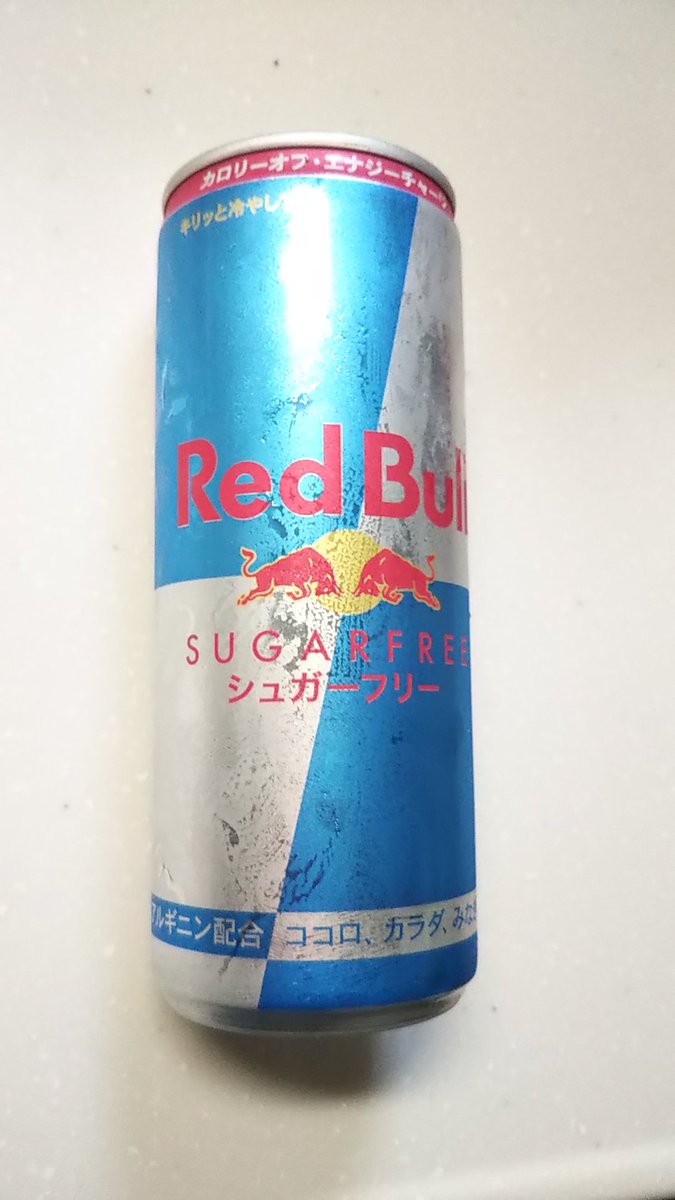 カロリーオフ・エナジーチャージ
キリッと冷やし
Red Bull
SUGARFREE
シュガーフリー
アルギニン配合 ココロ、カラダ、みな